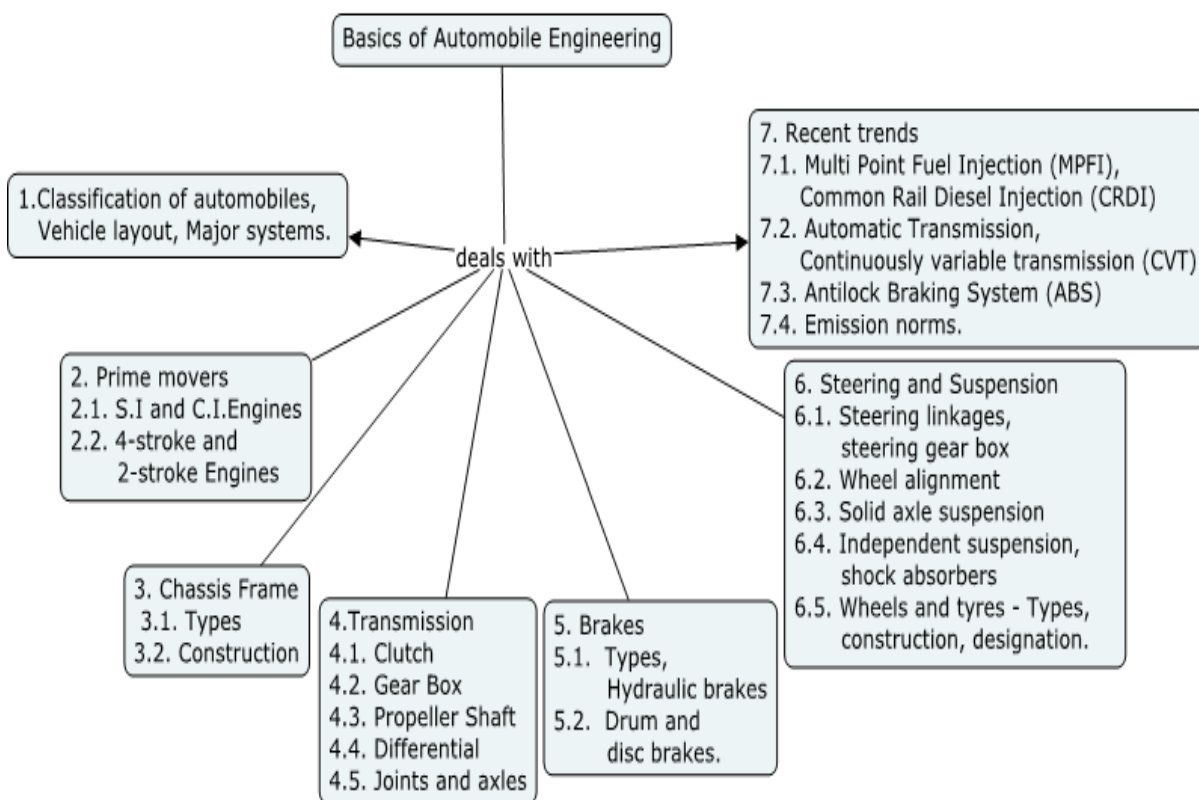 Basics of Automobile Engineering
deals with
1.Classification of automobiles,
Vehicle layout, Major systems.
2. Prime movers
2.1. S.I and C.I.Engines
2.2. 4-stroke and
2-stroke Engines
3. Chassis Frame
3.1. Types
3.2. Construction
4.Transmission
4.1. Clutch
4.2. Gear Box
4.3. Propeller Shaft
4.4. Differential
4.5. Joints and axles
5. Brakes
5.1. Types,
Hydraulic brakes
5.2. Drum and
disc brakes.
6. Steering and Suspension
6.1. Steering linkages,
steering gear box
6.2. Wheel alignment
6.3. Solid axle suspension
6.4. Independent suspension,
shock absorbers
6.5. Wheels and tyres - Types,
construction, designation.
7. Recent trends
7.1. Multi Point Fuel Injection (MPFI),
Common Rail Diesel Injection (CRDI)
7.2. Automatic Transmission,
Continuously variable transmission (CVT)
7.3. Antilock Braking System (ABS)
7.4. Emission norms.